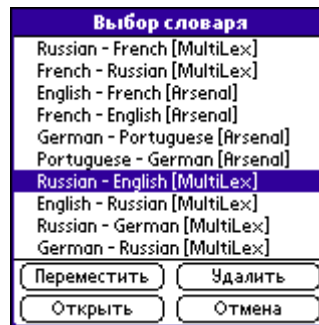 Выбор словаря
Russian - French [MultiLex]
French - Russian [MultiLex]
English - French [Arsenal]
French - English [Arsenal]
German - Portuguese [Arsenal]
Portuguese - German [Arsenal]
Russian - English [MultiLex]
English - Russian [MultiLex]
Russian - German [MultiLex]
German - Russian [MultiLex]
Переместить Удалить
Открыть Отмена